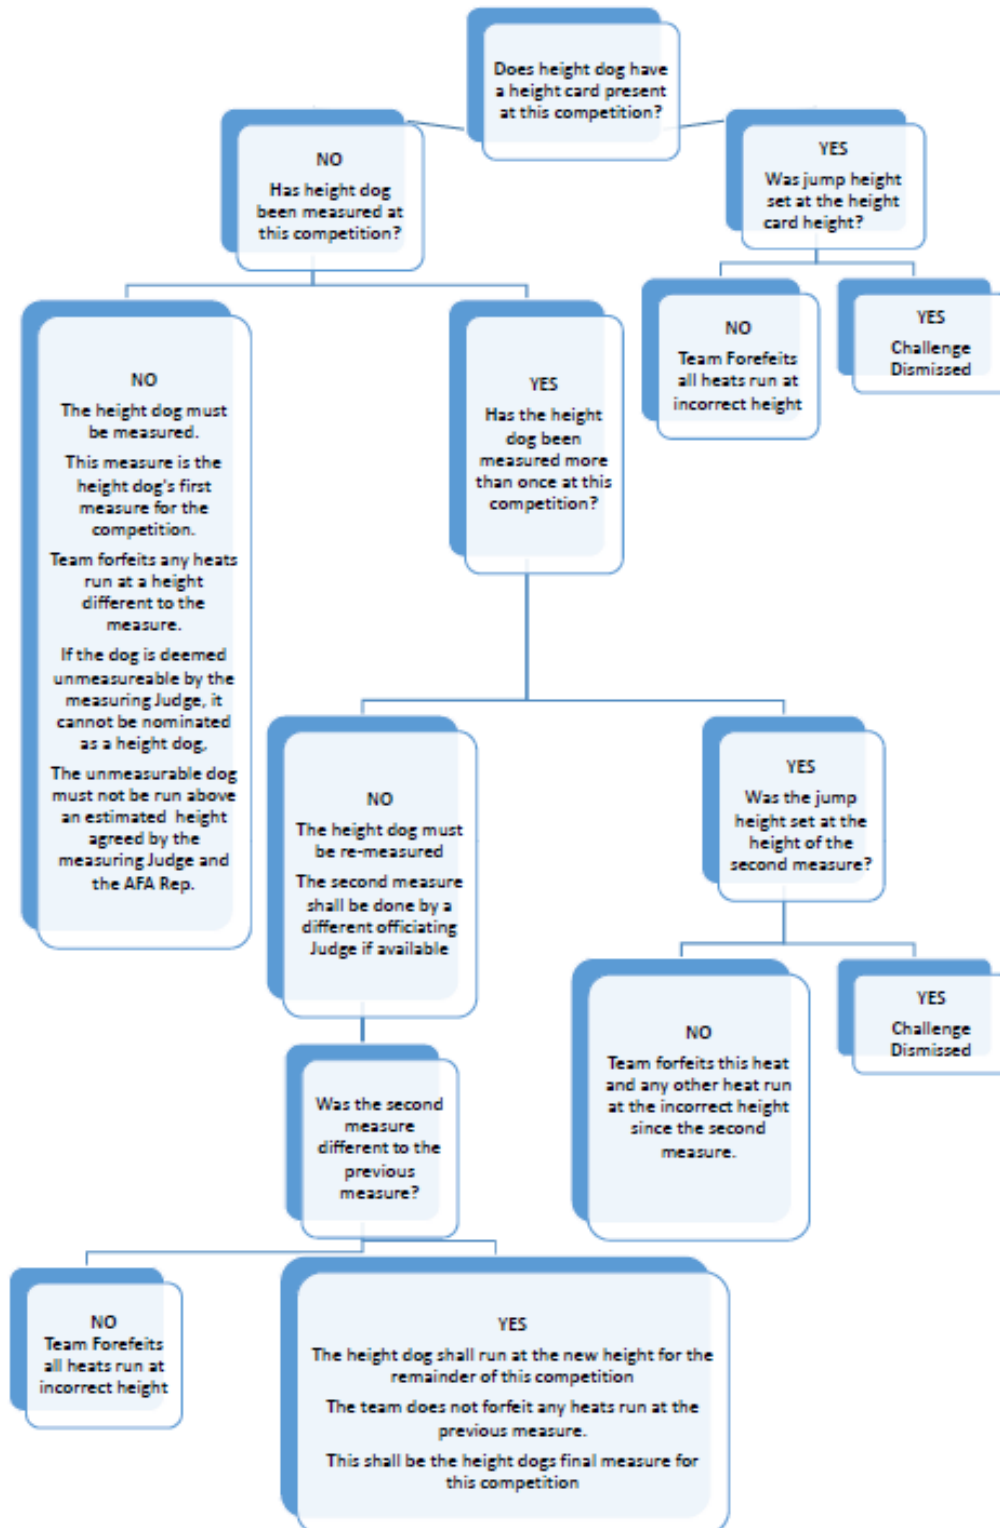 Does height dog have
a height card present
at this competition?
NO
Has height dog
been measured at
this competition?
YES
Was jump height
set at the height
card height?
NO
Team Forefeits
all heats run at
incorrect height
YES
Challenge
Dismissed
NO
The height dog must
be measured.
This measure is the
height dog's first
measure for the
competition.
Team forfeits any heats
run at a height
different to the
measure.
If the dog is deemed
unmeasureable by the
measuring Judge, it
cannot be nominated
as a height dog,
The unmeasurable dog
must not be run above
an estimated height
agreed by the
measuring Judge and
the AFA Rep.
YES
Has the height
dog been
measured more
than once at this
competition?
NO
The height dog must
be re-measured
The second measure
shall be done by a
different officiating
Judge if available
YES
Was the jump
height set at the
height of the
second measure?
NO
Team forfeits this heat
and any other heat run
at the incorrect height
since the second
measure.
YES
Challenge
Dismissed
Was the second
measure
different to the
previous
measure?
NO
Team Forefeits
all heats run at
incorrect height
YES
The height dog shall run at the new height for the
remainder of this competition
The team does not forfeit any heats run at the
previous measure.
This shall be the height dogs final measure for
this competition